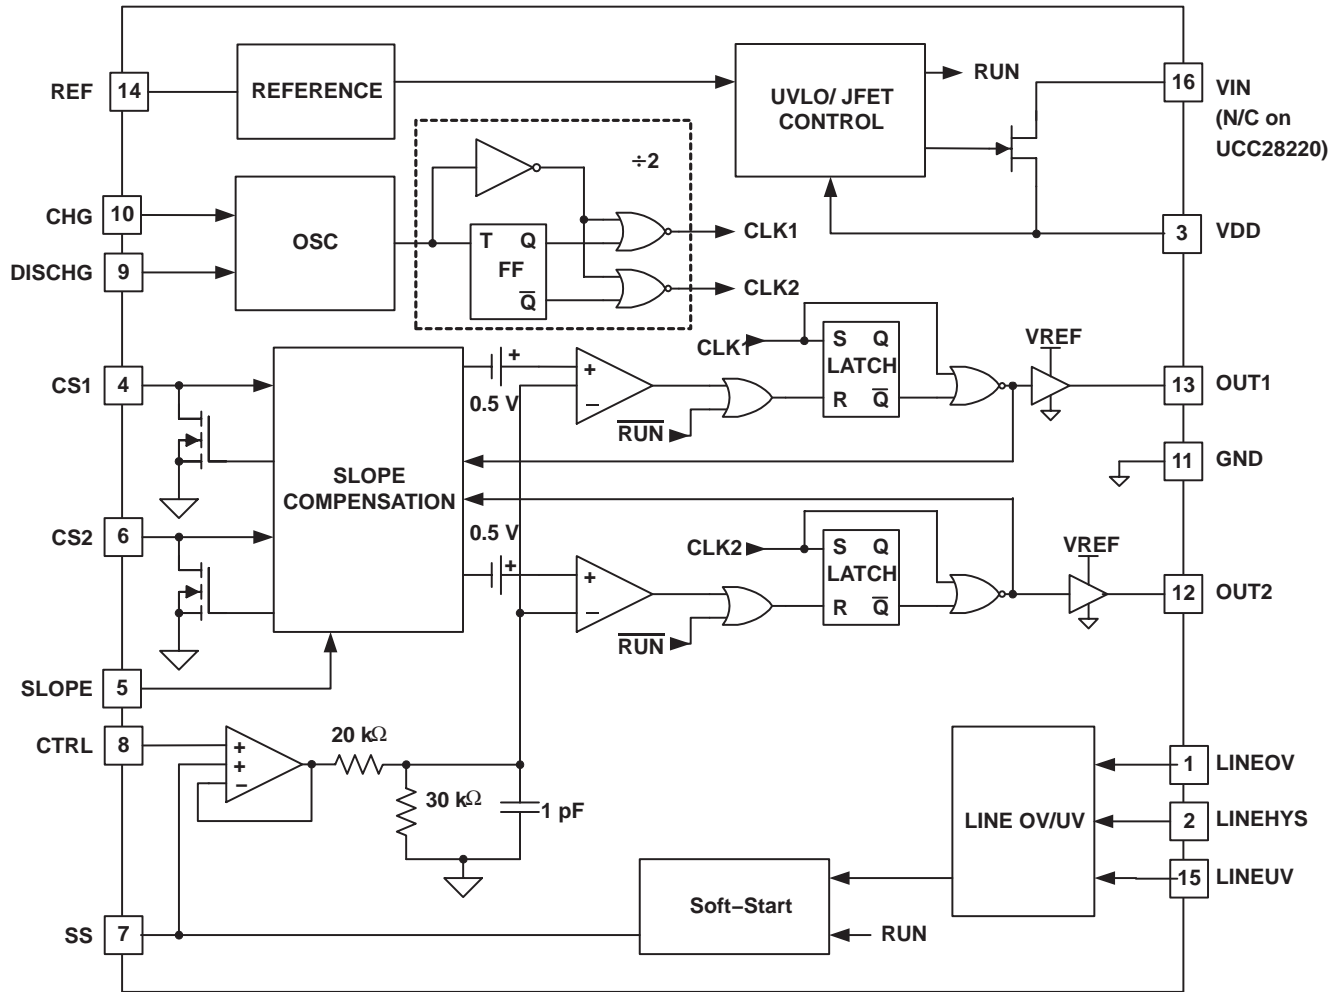 REF
14
REFERENCE
UVLO/ JFET
CONTROL
RUN
16
VIN
(N/C on
UCC28220)
÷2
CHG
10
OSC
T Q
FF
Q̅
CLK1
CLK2
3
VDD
DISCHG
9
CS1
4
0.5 V
+
+
−
R̅U̅N̅
CLK1
S Q
LATCH
R Q̅
VREF
13
OUT1
11
GND
SLOPE
COMPENSATION
CS2
6
0.5 V
+
+
−
R̅U̅N̅
CLK2
S Q
LATCH
R Q̅
VREF
12
OUT2
SLOPE
5
CTRL
8
+
+
−
20 kΩ
30 kΩ
1 pF
LINE OV/UV
1
LINEOV
2
LINEHYS
15
LINEUV
Soft−Start
RUN
SS
7